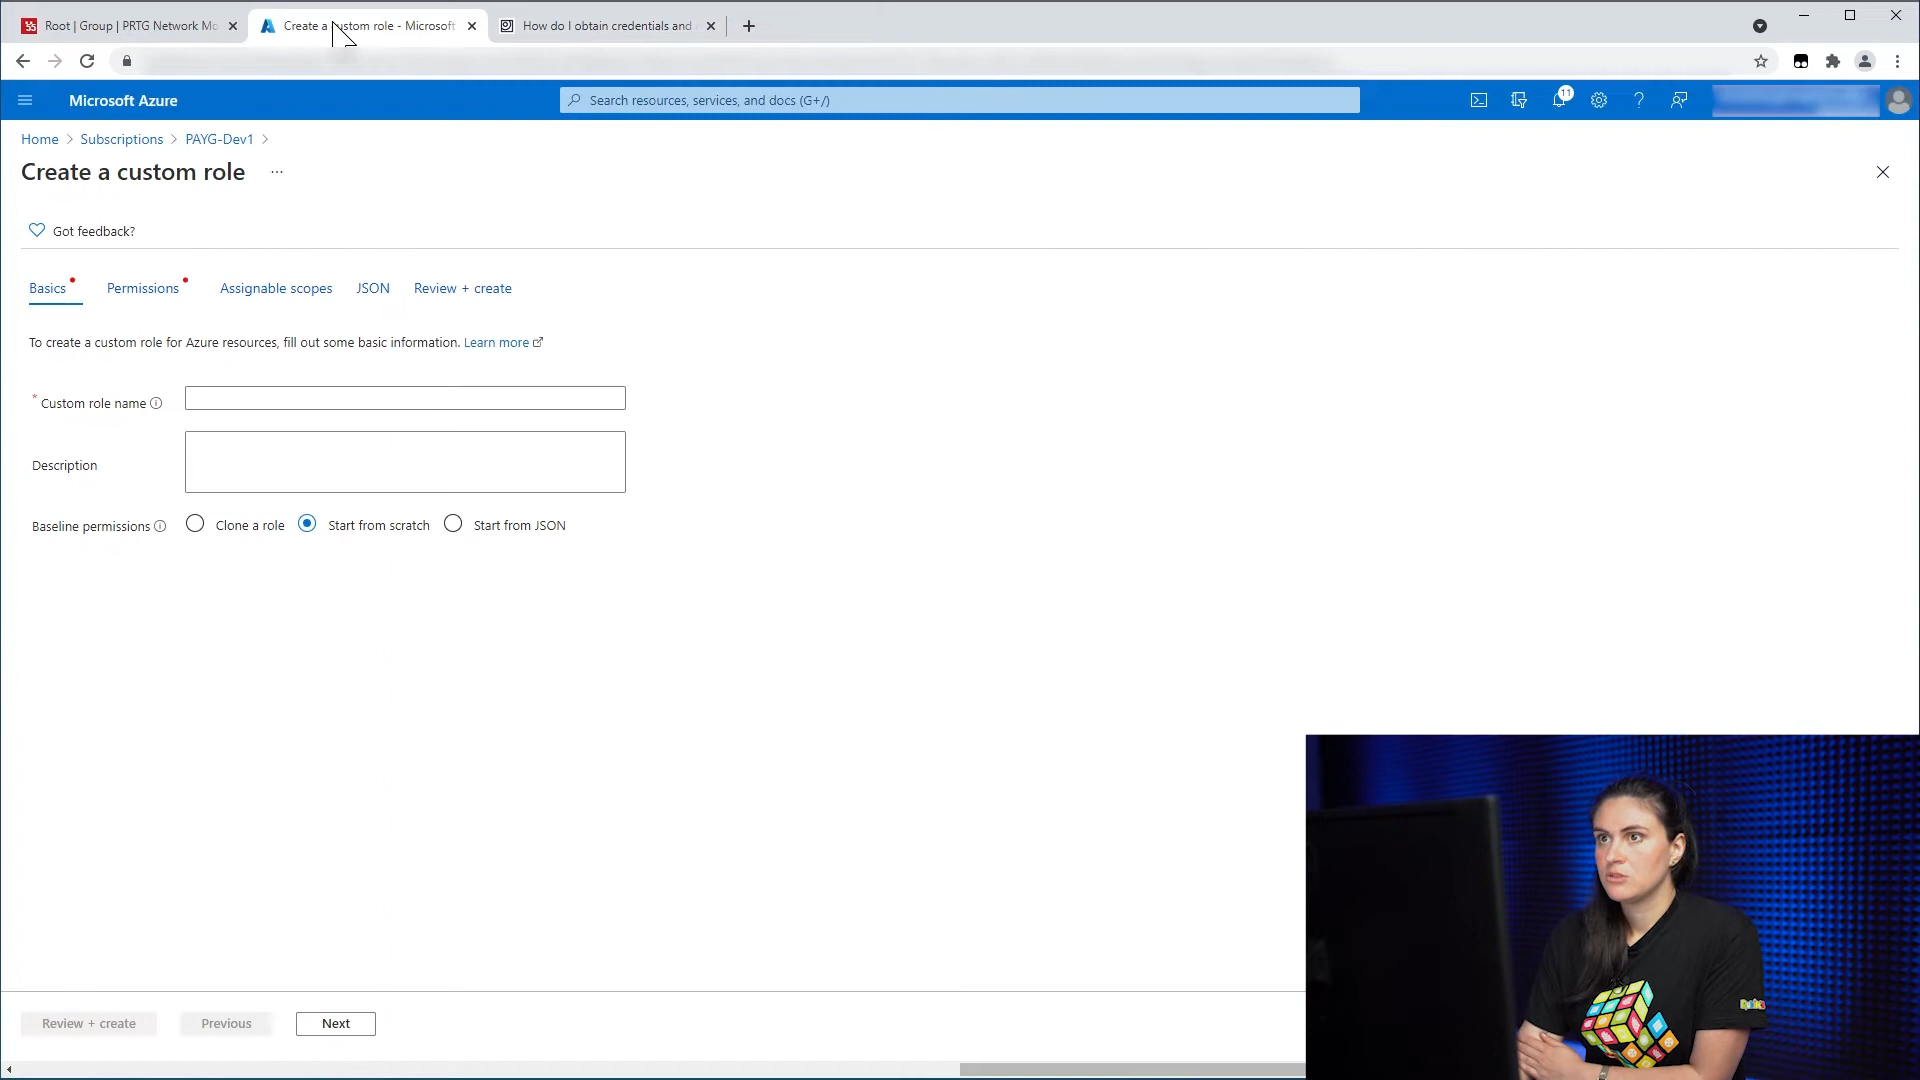 Root | Group | PRTG Network Mo
Create a custom role - Microsoft
How do I obtain credentials and
Microsoft Azure
Search resources, services, and docs (G+/)
11
Home > Subscriptions > PAYG-Dev1 >
Create a custom role ...
Got feedback?
Basics Permissions Assignable scopes JSON Review + create
To create a custom role for Azure resources, fill out some basic information. Learn more
* Custom role name
Description
Baseline permissions Clone a role Start from scratch Start from JSON
Review + create Previous Next